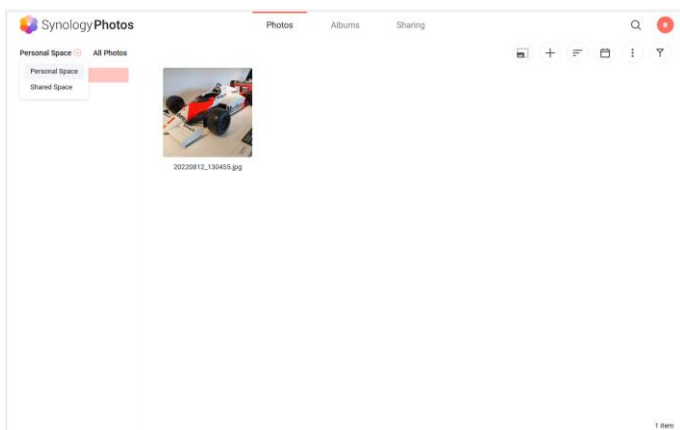 Synology Photos
Photos
Albums
Sharing
R
Personal Space
All Photos
Personal Space
Shared Space
20220812_130455.jpg
1 item